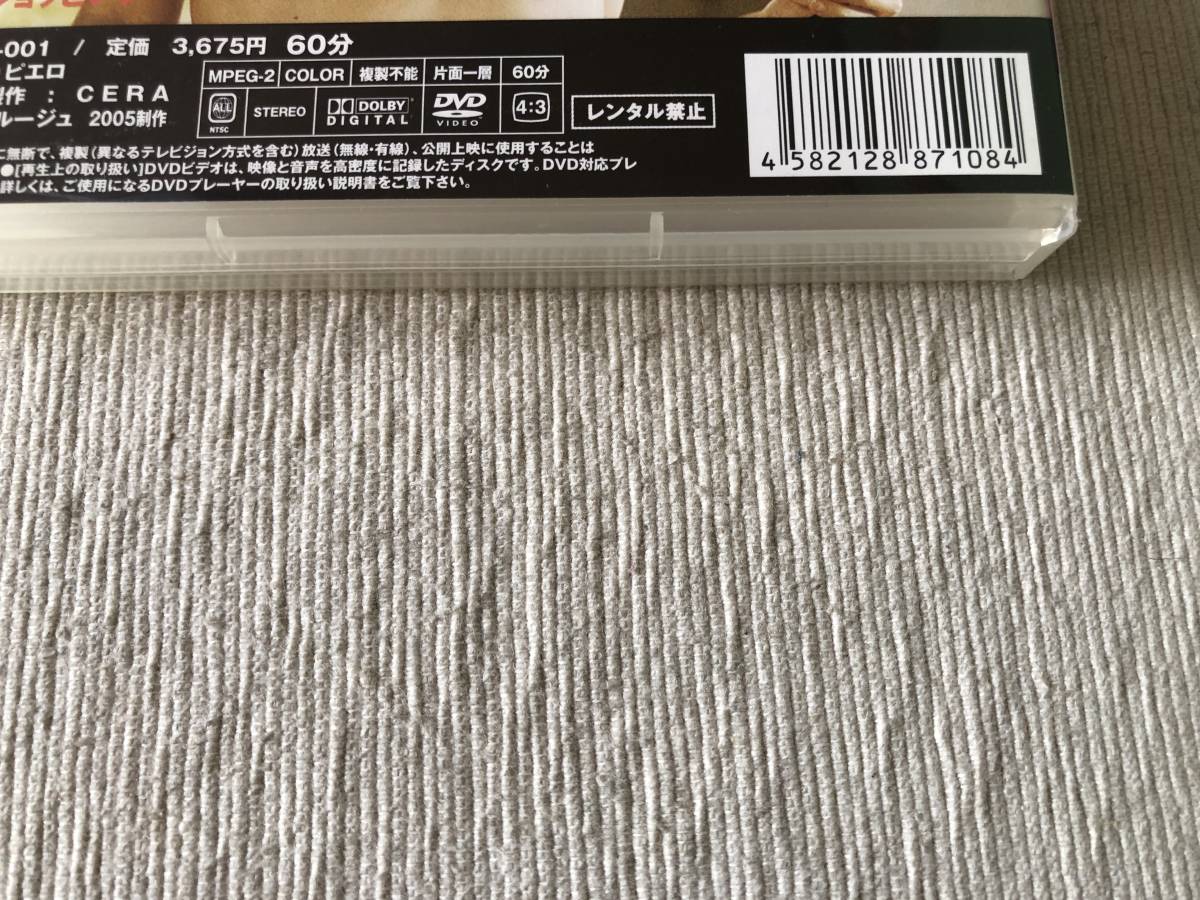 -001 / 定価 3,675円 60分
ピエロ
製作 : CERA
ルージュ 2005制作
MPEG-2 COLOR 複製不能 片面一層 60分
ALL NTSC STEREO DOLBY DIGITAL DVD VIDEO 4:3
レンタル禁止
4 582128 871084
に無断で、複製(異なるテレビジョン方式を含む)放送(無線・有線)、公開上映に使用することは
●[再生上の取り扱い]DVDビデオは、映像と音声を高密度に記録したディスクです。DVD対応プレ
詳しくは、ご使用になるDVDプレーヤーの取り扱い説明書をご覧下さい。